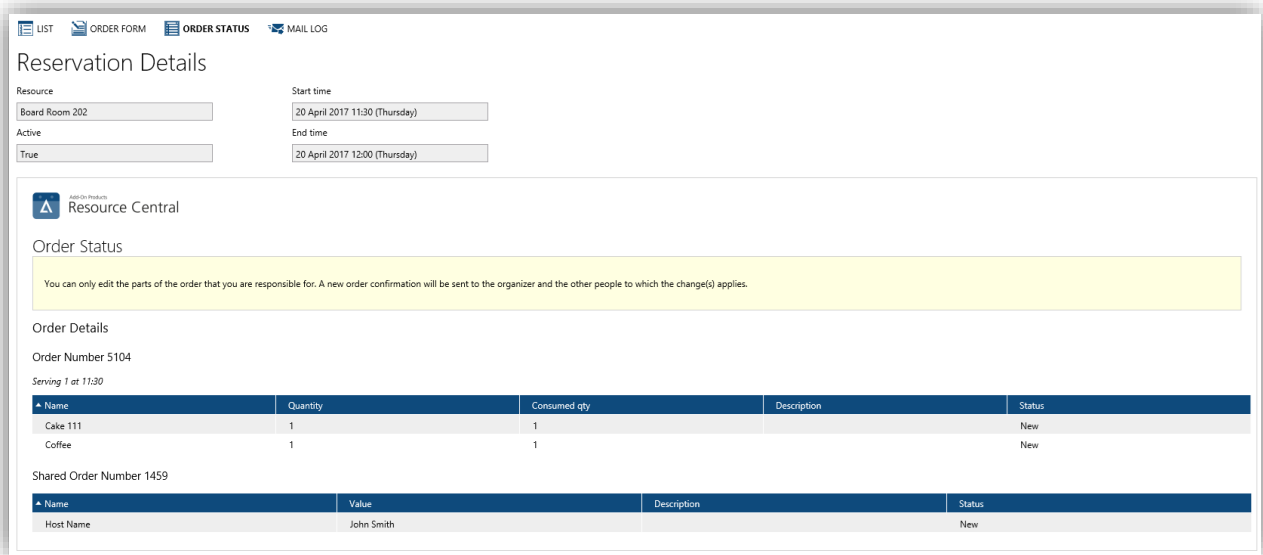 LIST ORDER FORM ORDER STATUS MAIL LOG
Reservation Details
Resource Start time
Board Room 202 20 April 2017 11:30 (Thursday)
Active End time
True 20 April 2017 12:00 (Thursday)
Add-On Products
Resource Central
Order Status
You can only edit the parts of the order that you are responsible for. A new order confirmation will be sent to the organizer and the other people to which the change(s) applies.
Order Details
Order Number 5104
Serving 1 at 11:30
Name Quantity Consumed qty Description Status
Cake 111 1 1 New
Coffee 1 1 New
Shared Order Number 1459
Name Value Description Status
Host Name John Smith New